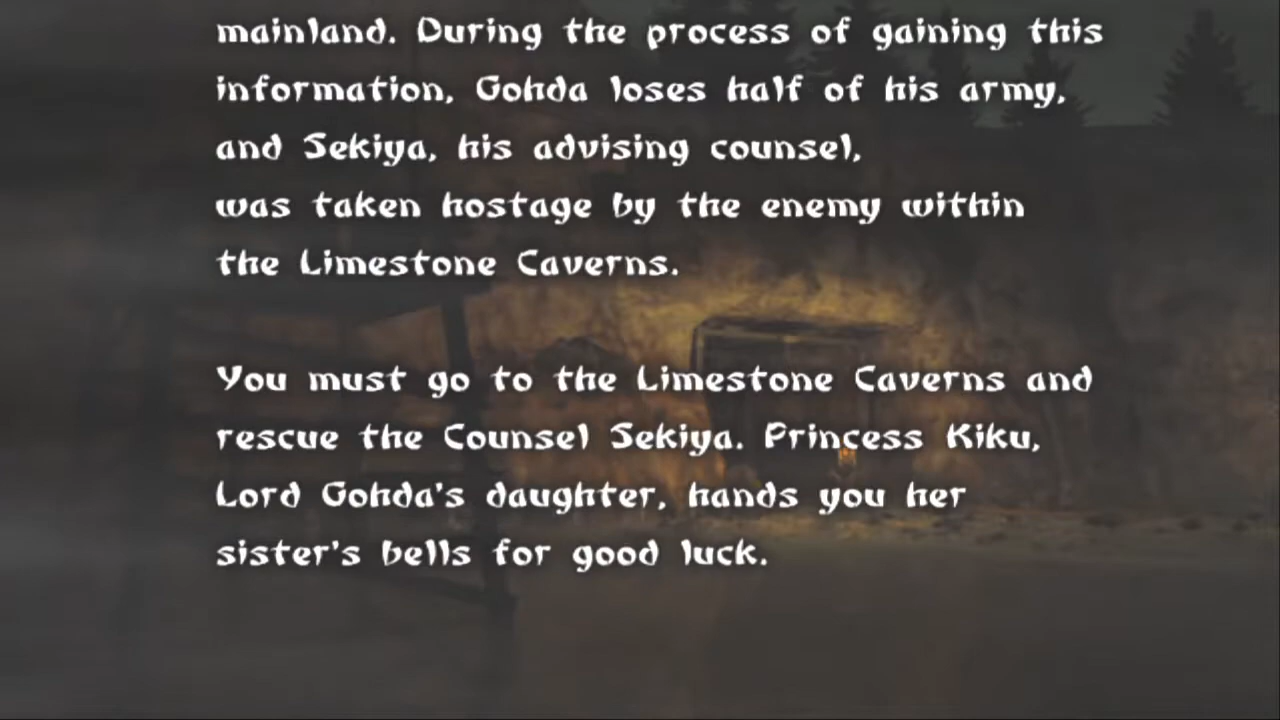 mainland. During the process of gaining this
information, Gohda loses half of his army,
and Sekiya, his advising counsel,
was taken hostage by the enemy within
the Limestone Caverns.
You must go to the Limestone Caverns and
rescue the Counsel Sekiya. Princess Kiku,
Lord Gohda's daughter, hands you her
sister's bells for good luck.